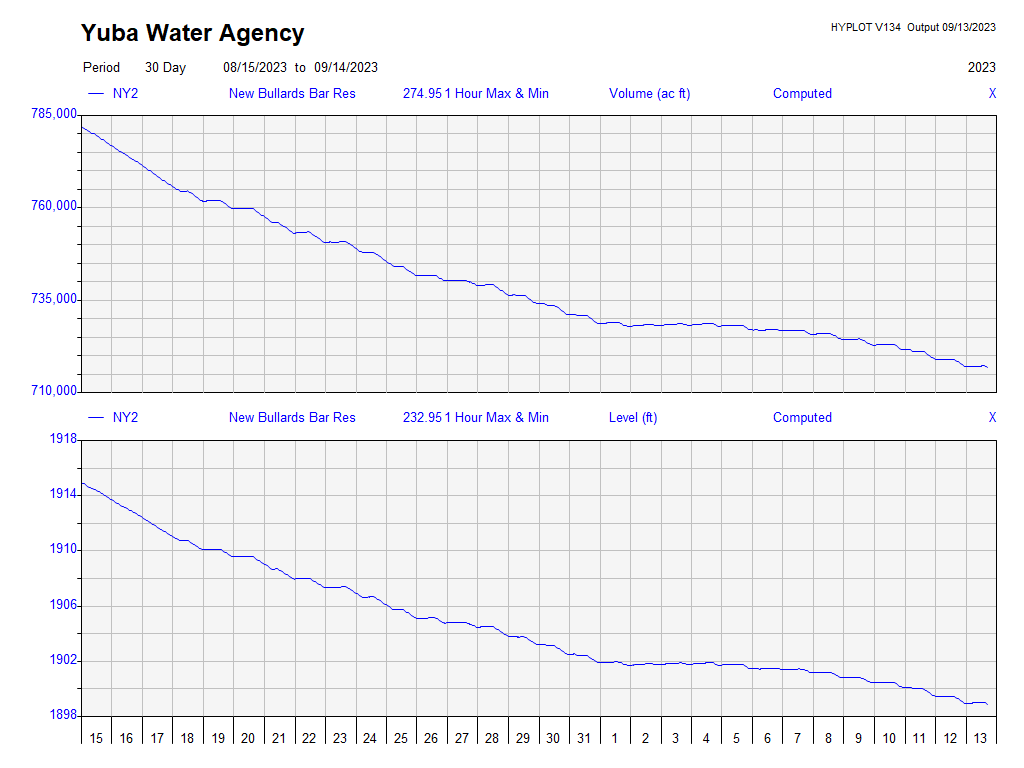 Yuba Water Agency
HYPLOT V134 Output 09/13/2023
Period 30 Day 08/15/2023 to 09/14/2023 2023
NY2 New Bullards Bar Res 274.95 1 Hour Max & Min Volume (ac ft) Computed X
785,000
760,000
735,000
710,000
NY2 New Bullards Bar Res 232.95 1 Hour Max & Min Level (ft) Computed X
1918
1914
1910
1906
1902
1898
15 16 17 18 19 20 21 22 23 24 25 26 27 28 29 30 31 1 2 3 4 5 6 7 8 9 10 11 12 13